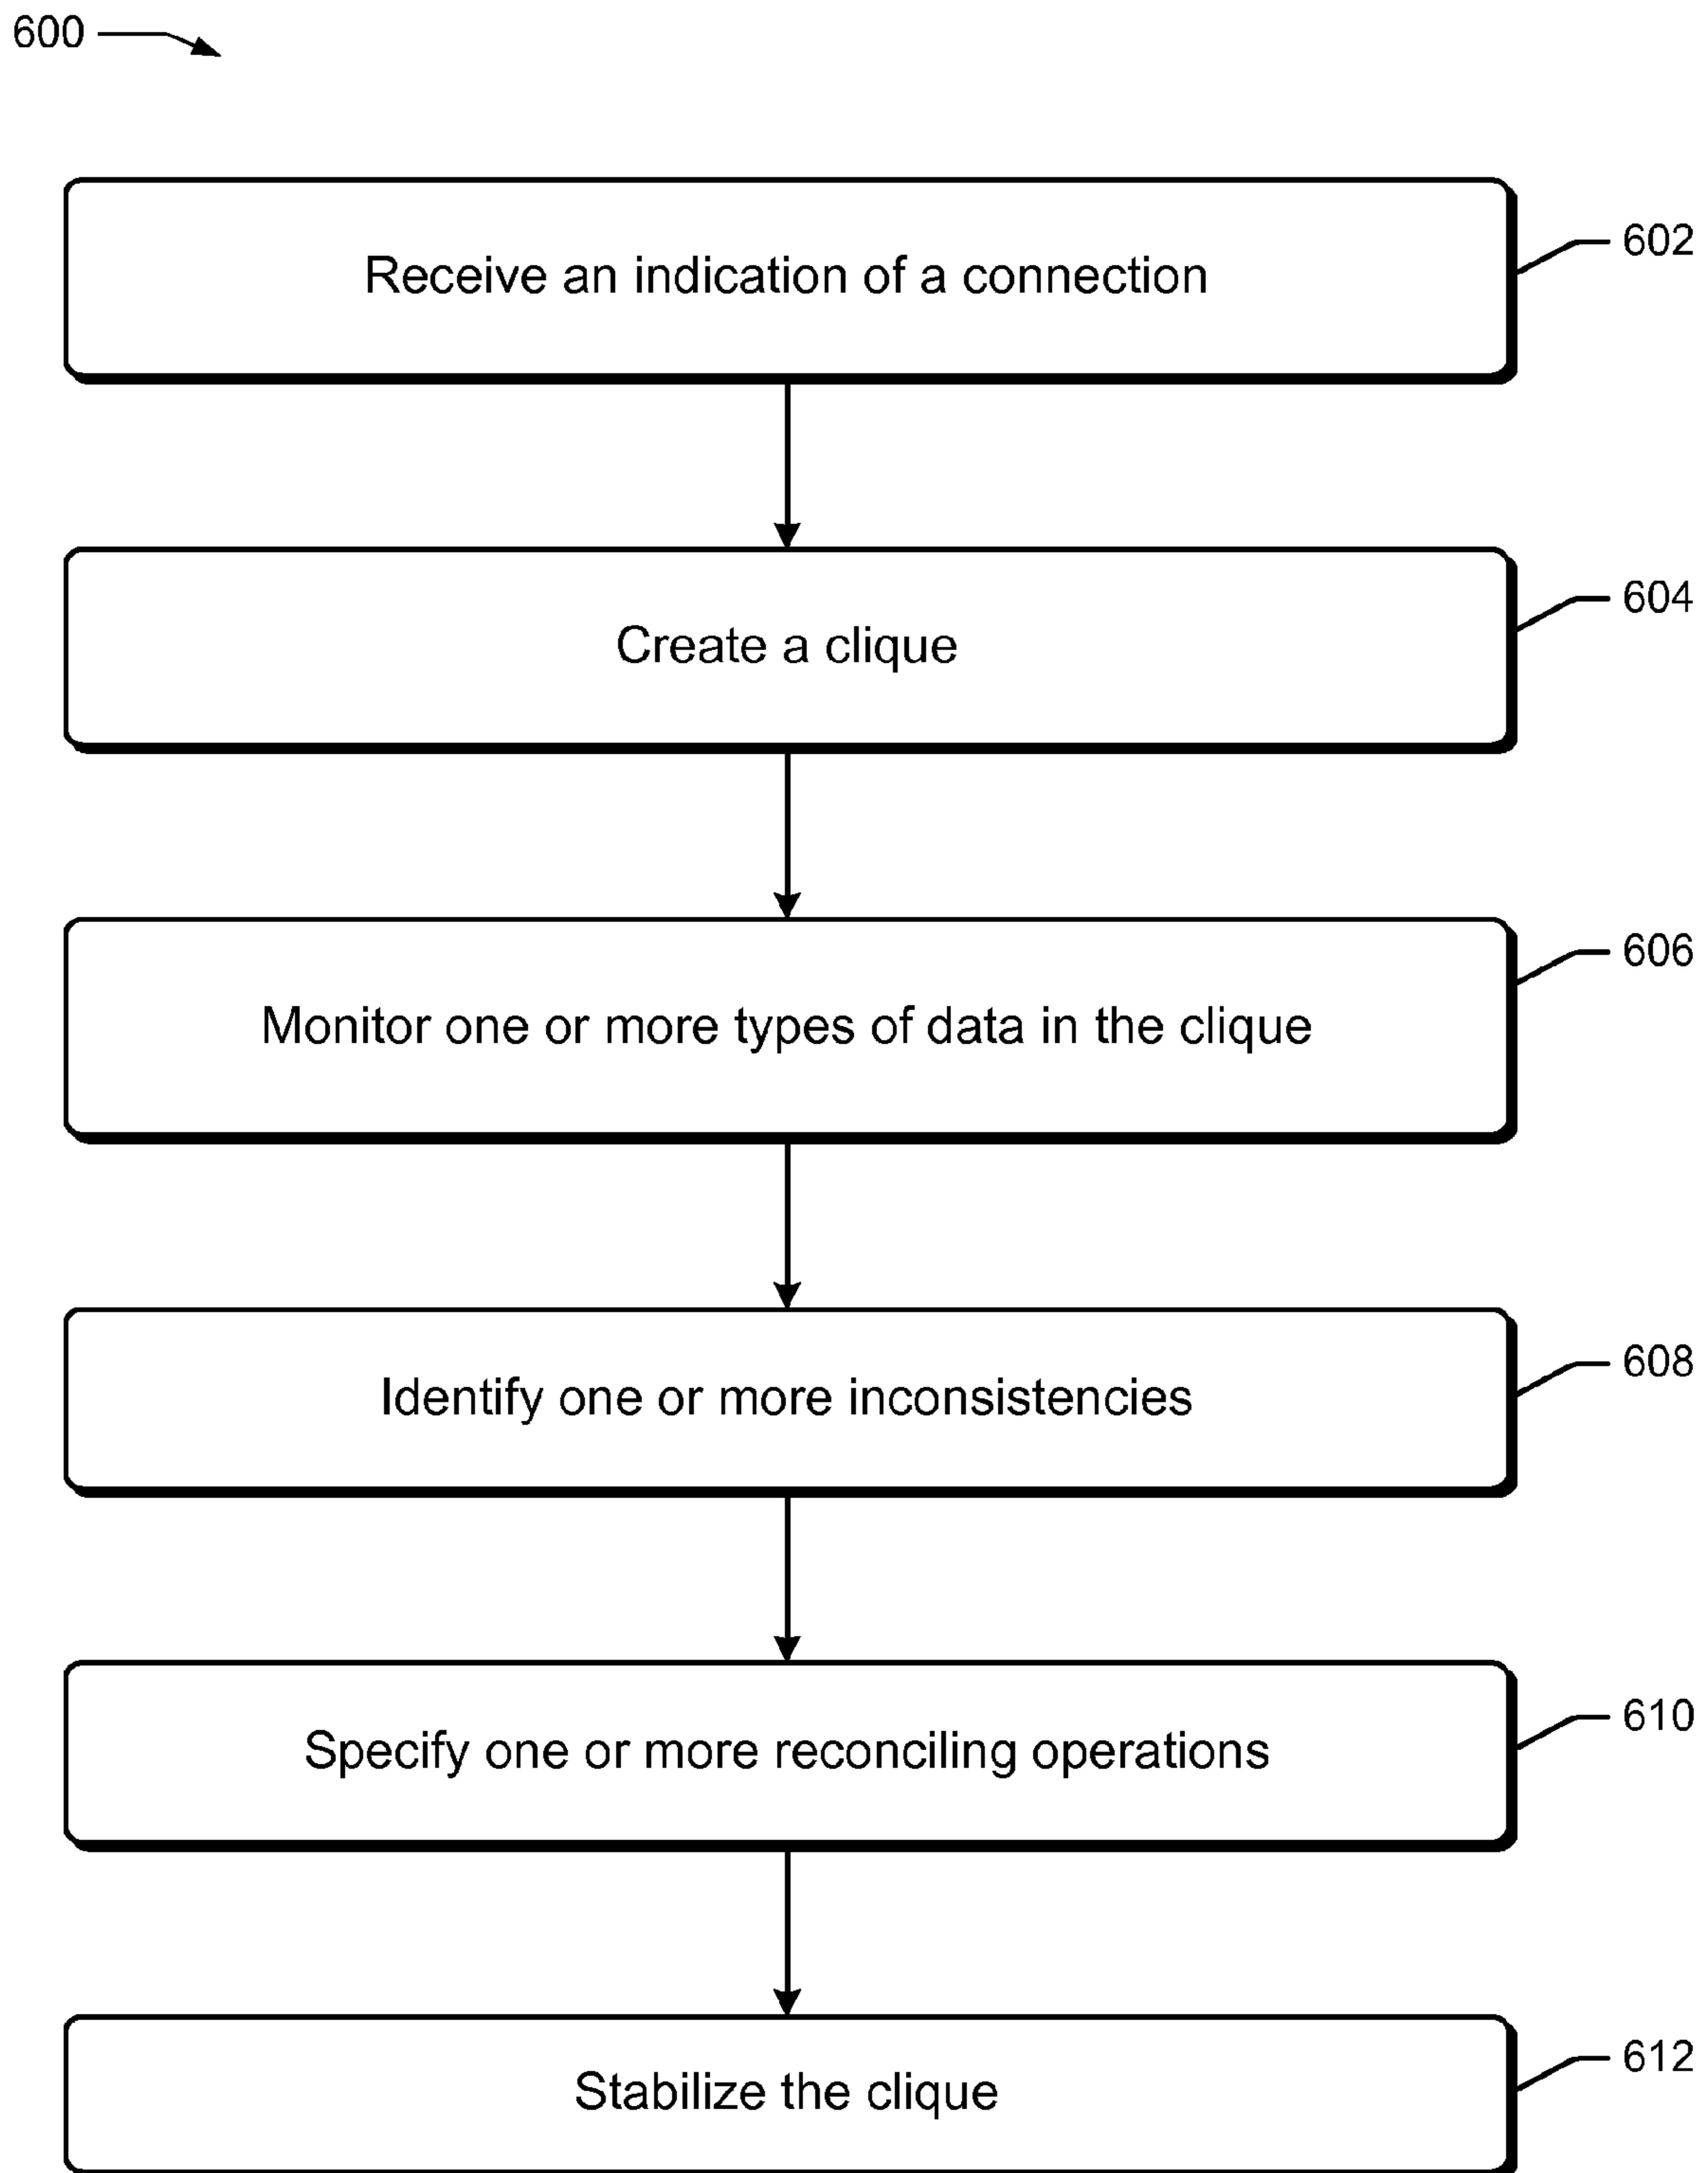 600
Receive an indication of a connection
602
Create a clique
604
Monitor one or more types of data in the clique
606
Identify one or more inconsistencies
608
Specify one or more reconciling operations
610
Stabilize the clique
612